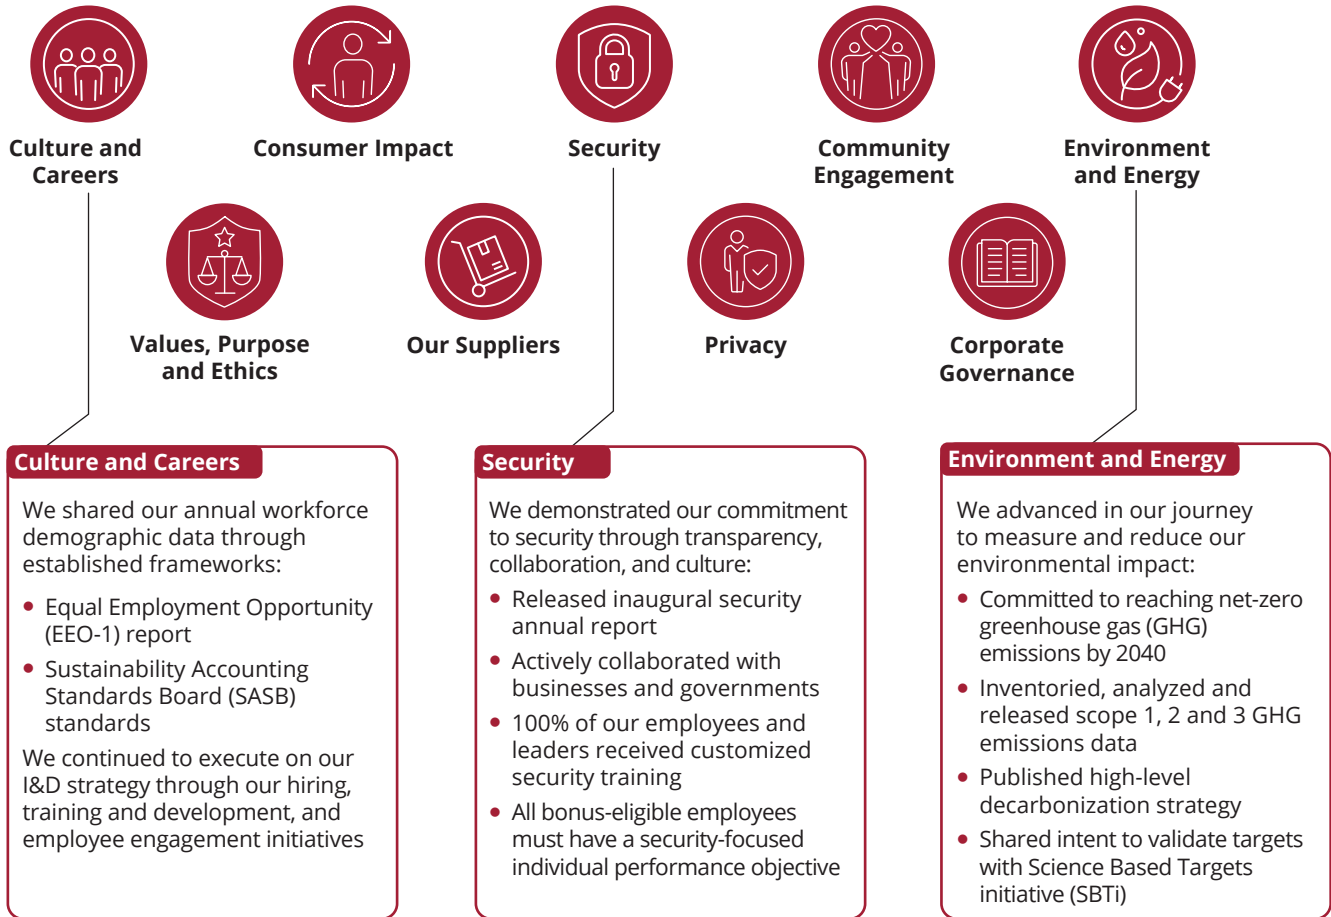 Culture and
Careers
Consumer Impact
Security
Community
Engagement
Environment
and Energy
Values, Purpose
and Ethics
Our Suppliers
Privacy
Corporate
Governance
Culture and Careers
We shared our annual workforce
demographic data through
established frameworks:
• Equal Employment Opportunity
(EEO-1) report
• Sustainability Accounting
Standards Board (SASB)
standards
We continued to execute on our
I&D strategy through our hiring,
training and development, and
employee engagement initiatives
Security
We demonstrated our commitment
to security through transparency,
collaboration, and culture:
• Released inaugural security
annual report
• Actively collaborated with
businesses and governments
• 100% of our employees and
leaders received customized
security training
• All bonus-eligible employees
must have a security-focused
individual performance objective
Environment and Energy
We advanced in our journey
to measure and reduce our
environmental impact:
• Committed to reaching net-zero
greenhouse gas (GHG)
emissions by 2040
• Inventoried, analyzed and
released scope 1, 2 and 3 GHG
emissions data
• Published high-level
decarbonization strategy
• Shared intent to validate targets
with Science Based Targets
initiative (SBTi)